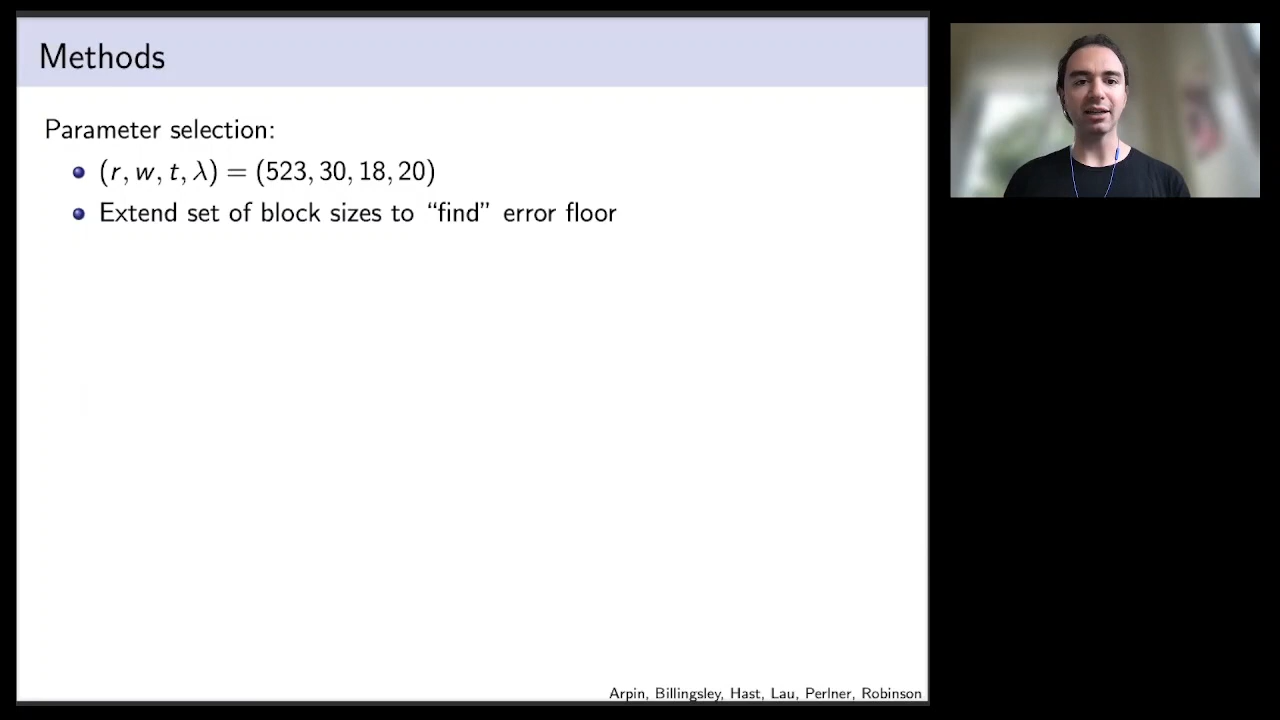 Methods
Parameter selection:
(r, w, t, λ) = (523, 30, 18, 20)
Extend set of block sizes to “find” error floor
Arpin, Billingsley, Hast, Lau, Perlner, Robinson